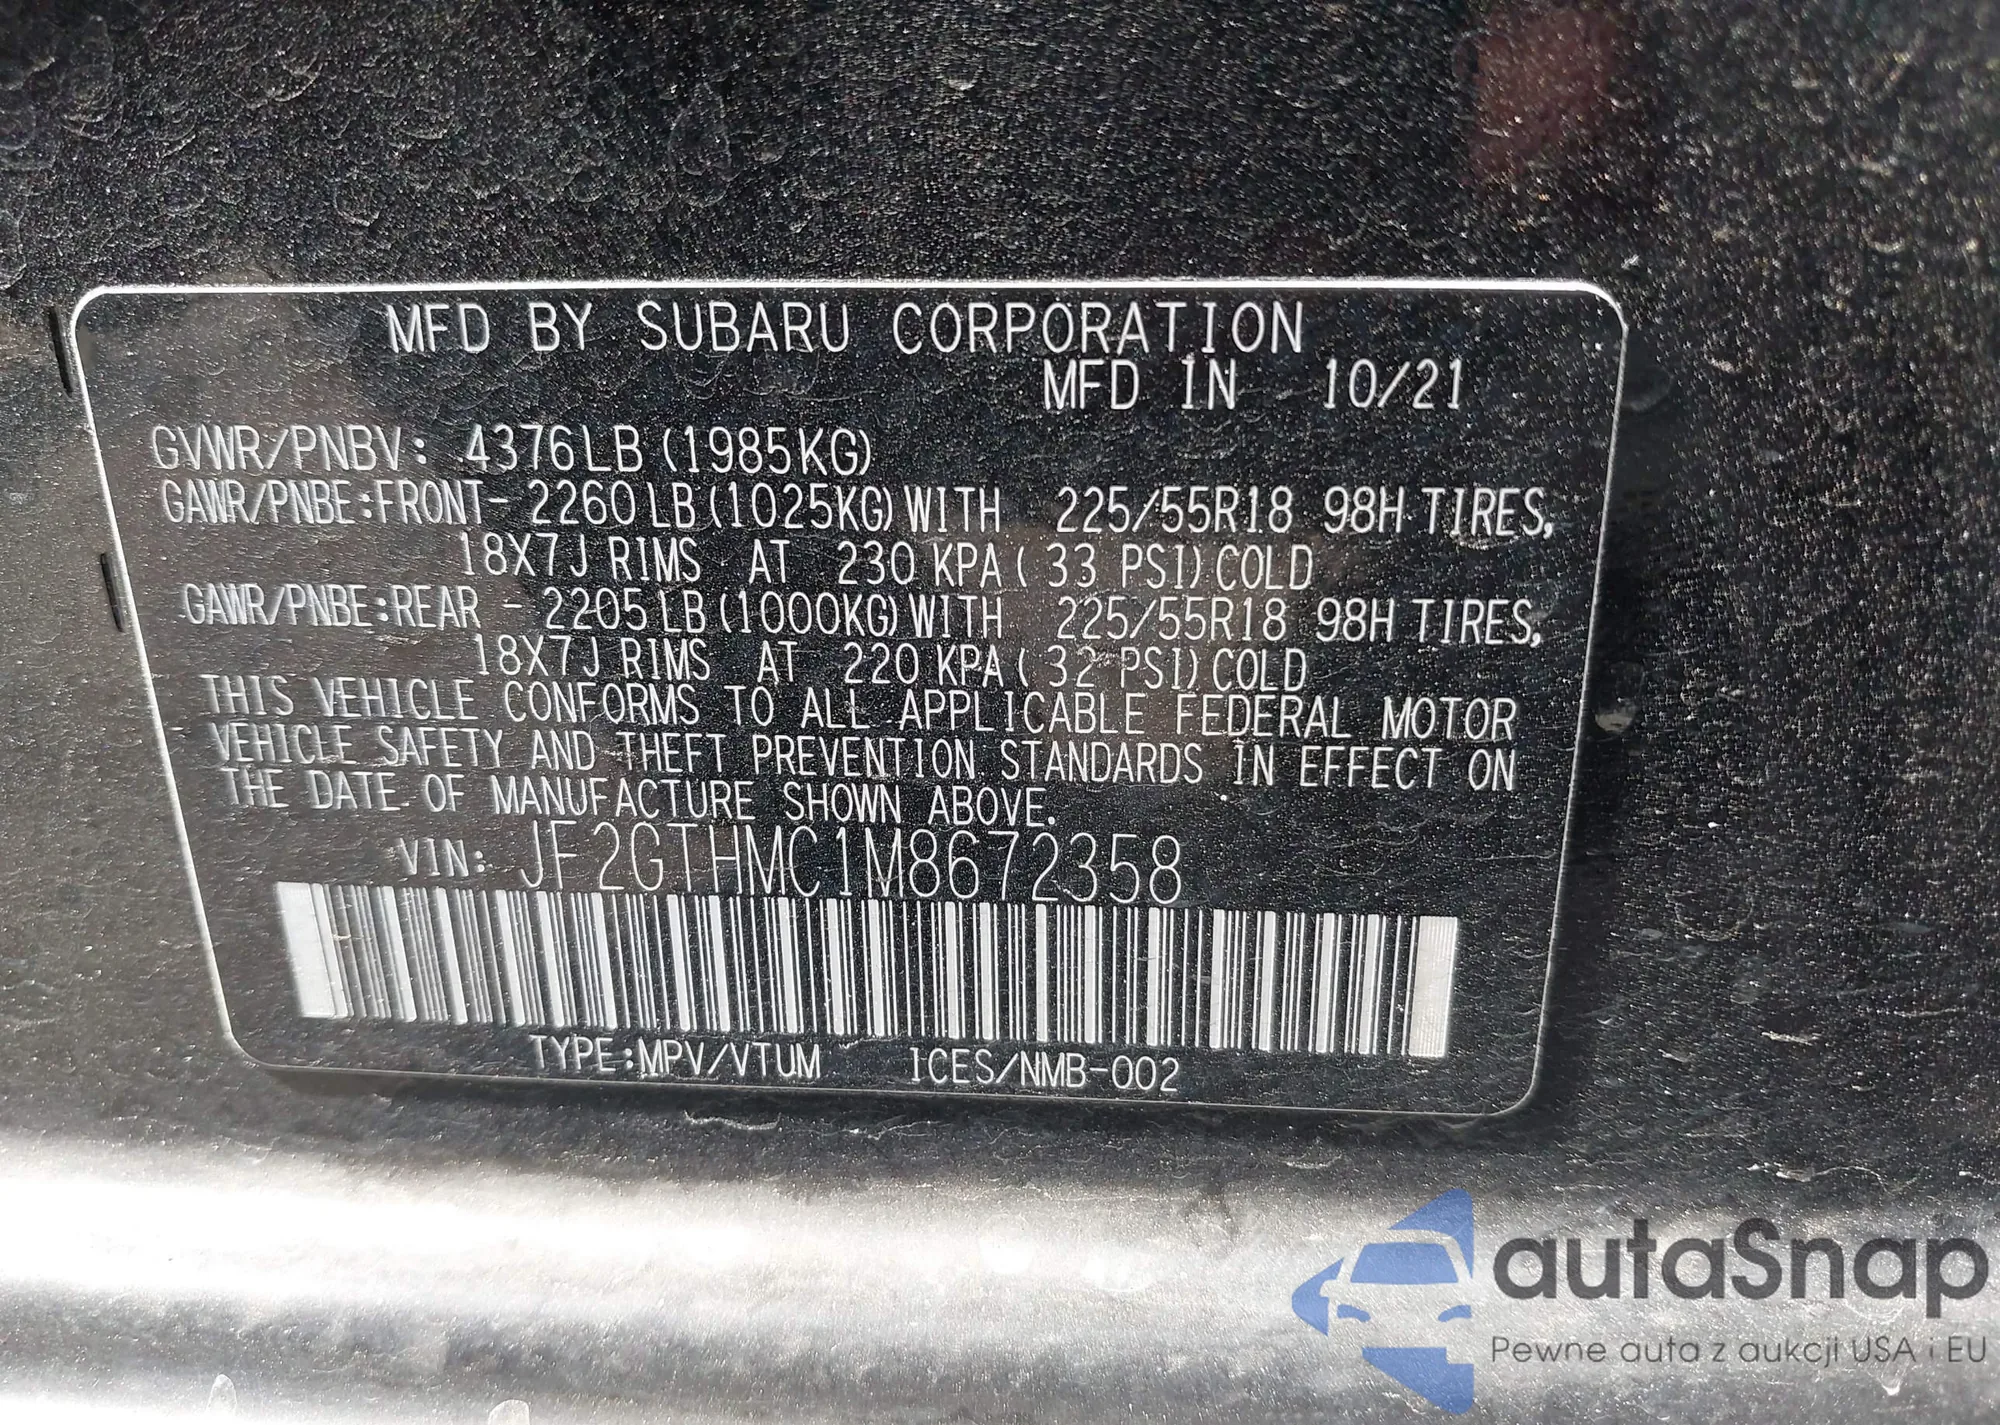 MFD BY SUBARU CORPORATION
MFD IN 10/21
GVWR/PNBV: 4376LB (1985KG)
GAWR/PNBE:FRONT- 2260LB(1025KG)WITH 225/55R18 98H TIRES,
18X7J RIMS AT 230 KPA( 33 PSI)COLD
GAWR/PNBE:REAR - 2205LB(1000KG)WITH 225/55R18 98H TIRES,
18X7J RIMS AT 220 KPA( 32 PSI)COLD
THIS VEHICLE CONFORMS TO ALL APPLICABLE FEDERAL MOTOR
VEHICLE SAFETY AND THEFT PREVENTION STANDARDS IN EFFECT ON
THE DATE OF MANUFACTURE SHOWN ABOVE.
VIN: JF2GTHMC1M8672358
TYPE:MPV/VTUM ICES/NMB-002
autaSnap
Pewne auta z aukcji USA i EU